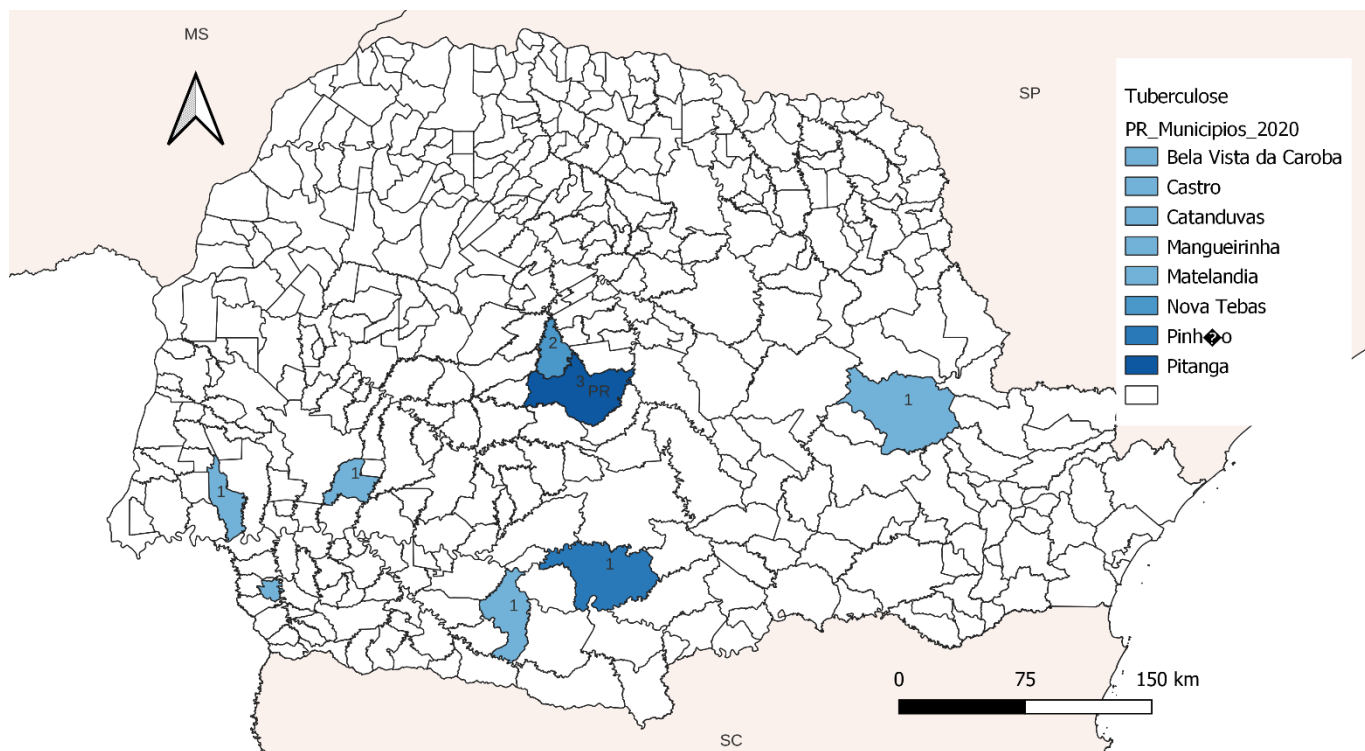 MS
SP
Tuberculose
PR_Municipios_2020
Bela Vista da Caroba
Castro
Catanduvas
Mangueirinha
Matelandia
Nova Tebas
Pinh�o
Pitanga
2
3
PR
1
1
1
1
1
0 75 150 km
SC